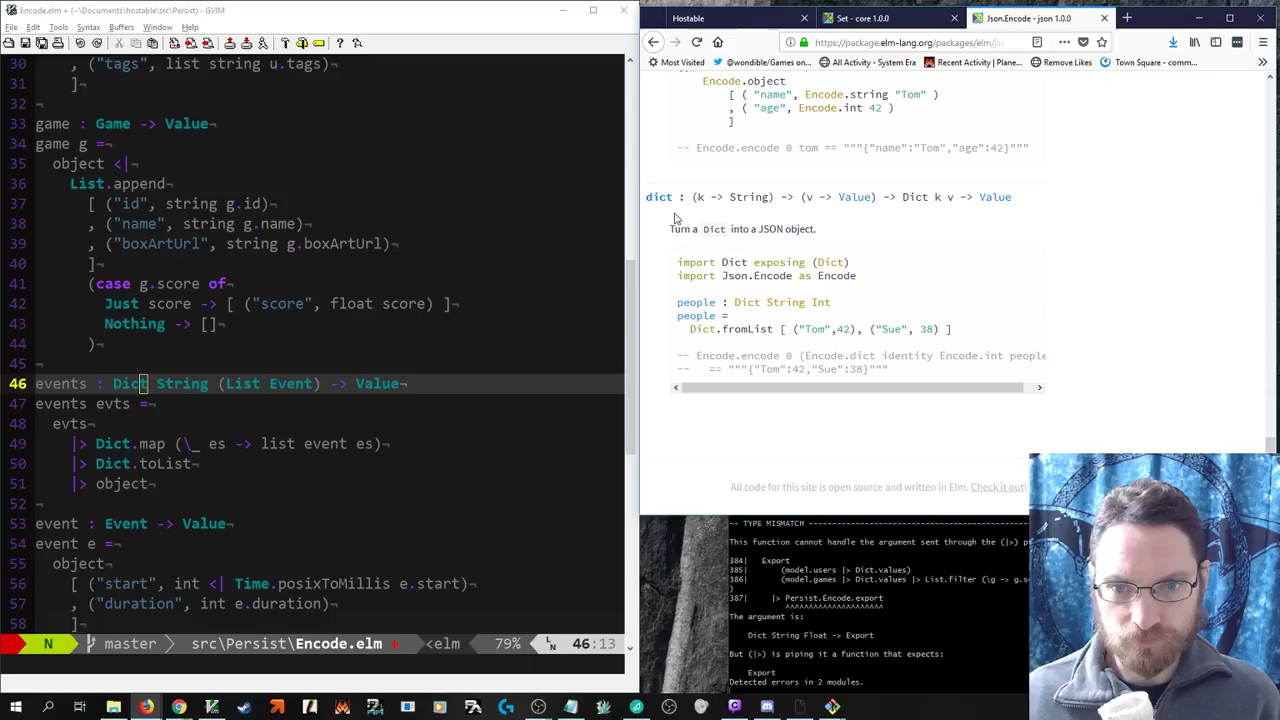 Encode.elm + (~\Documents\hostable\src\Persist) - GVIM
File Edit Tools Syntax Buffers Window Help
30 , ("tags", list string t.tags)
31 ]¬
32 ¬
33 game : Game -> Value¬
34 game g =¬
35 object <|¬
36 List.append¬
37 [ ("id", string g.id)¬
38 , ("name", string g.name)¬
39 , ("boxArtUrl", string g.boxArtUrl)¬
40 ]¬
41 (case g.score of¬
42 Just score -> [ ("score", float score) ]¬
43 Nothing -> []¬
44 )¬
45 ¬
46 events : Dict String (List Event) -> Value¬
47 events evts =¬
48 evts¬
49 |> Dict.map (\_ es -> list event es)¬
50 |> Dict.toList¬
51 |> object¬
52 ¬
53 event : Event -> Value¬
54 event e =¬
55 object¬
56 [ ("start", int <| Time.posixToMillis e.start)¬
57 , ("duration", int e.duration)¬
58 ]¬
N master src\Persist\Encode.elm + <elm 79% 46:13
Hostable
Set - core 1.0.0
Json.Encode - json 1.0.0
https://package.elm-lang.org/packages/elm/js
Most Visited
@wondible/Games on...
All Activity - System Era
Recent Activity | Plane...
Remove Likes
Town Square - comm...
Encode.object
[ ( "name", Encode.string "Tom" )
, ( "age", Encode.int 42 )
]
-- Encode.encode 0 tom == """{"name":"Tom","age":42}"""
dict : (k -> String) -> (v -> Value) -> Dict k v -> Value
Turn a Dict into a JSON object.
import Dict exposing (Dict)
import Json.Encode as Encode
people : Dict String Int
people =
Dict.fromList [ ("Tom",42), ("Sue", 38) ]
-- Encode.encode 0 (Encode.dict identity Encode.int people
-- == """{"Tom":42,"Sue":38}"""
All code for this site is open source and written in Elm. Check it out!
-- TYPE MISMATCH
This function cannot handle the argument sent through the (|>) p
384| Export
385| (model.users |> Dict.values)
386| (model.games |> Dict.values |> List.filter (\g -> g.s
)
387| |> Persist.Encode.export
^^^^^^^^^^^^^^^^^^^^^
The argument is:
Dict String Float -> Export
But (|>) is piping it a function that expects:
Export
Detected errors in 2 modules.